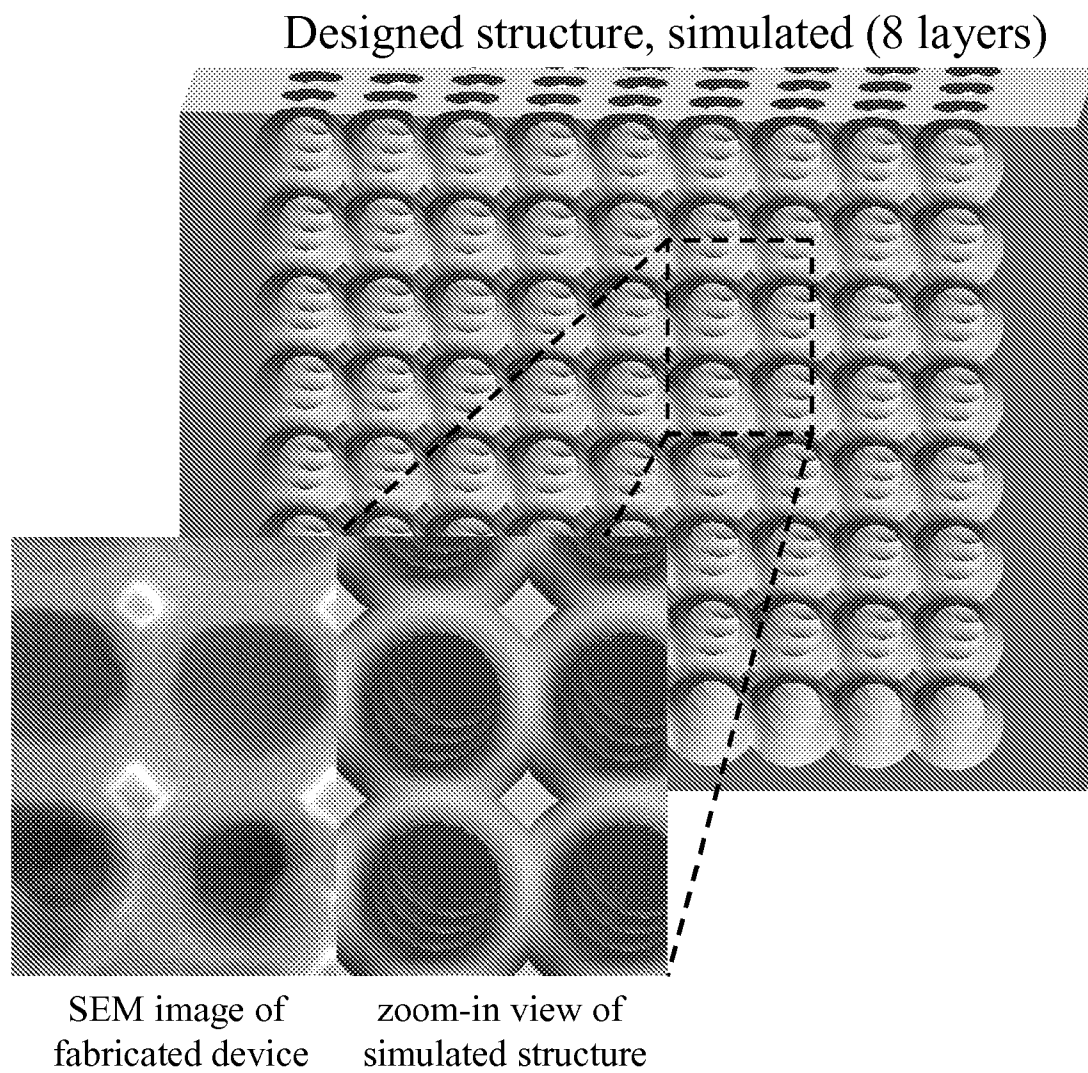 Designed structure, simulated (8 layers)
SEM image of
fabricated device
zoom-in view of
simulated structure